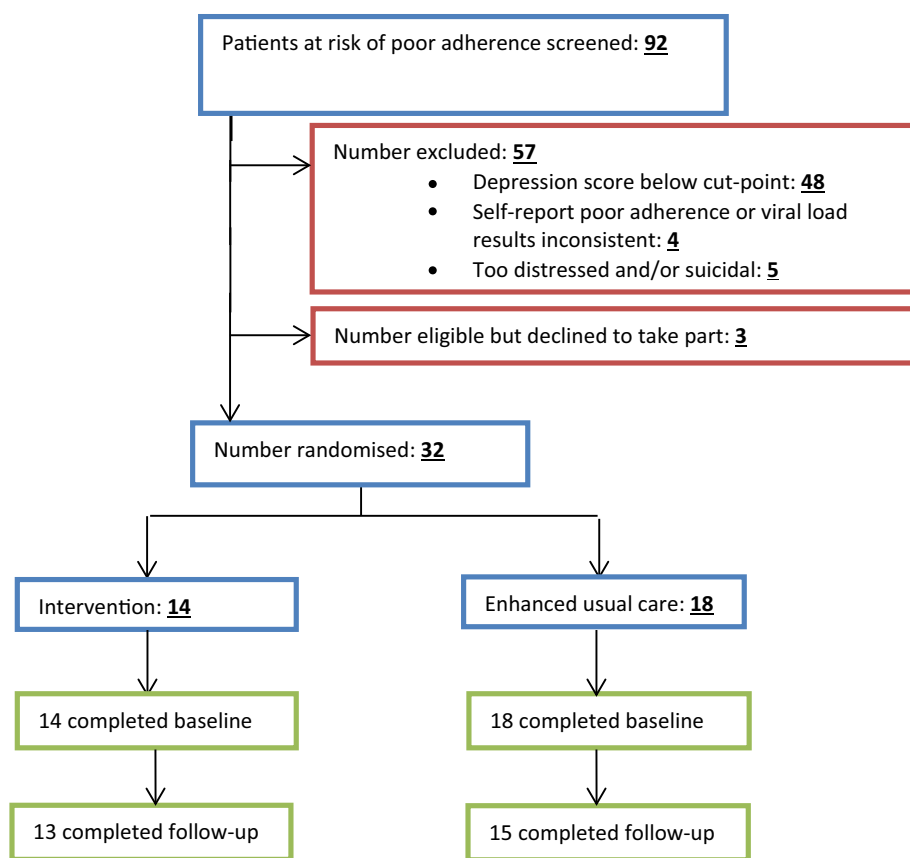 Patients at risk of poor adherence screened: 92
Number excluded: 57
• Depression score below cut-point: 48
• Self-report poor adherence or viral load
results inconsistent: 4
• Too distressed and/or suicidal: 5
Number eligible but declined to take part: 3
Number randomised: 32
Intervention: 14
Enhanced usual care: 18
14 completed baseline
18 completed baseline
13 completed follow-up
15 completed follow-up